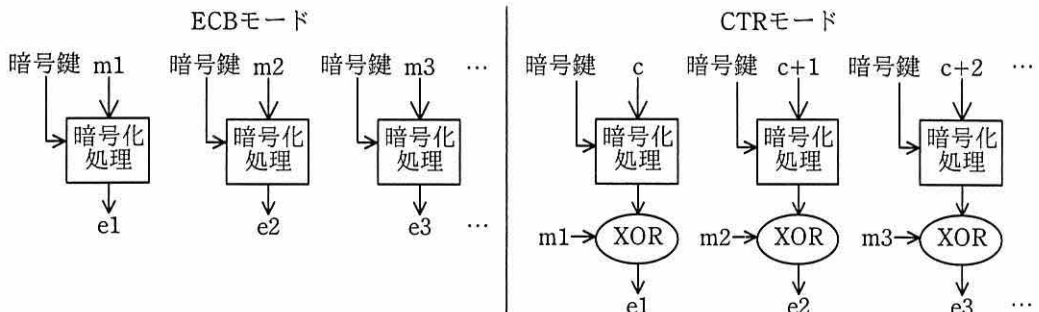 ECBモード
暗号鍵 m1 暗号鍵 m2 暗号鍵 m3 …
暗号化 暗号化 暗号化
処理 処理 処理
e1 e2 e3 …
CTRモード
暗号鍵 c 暗号鍵 c+1 暗号鍵 c+2 …
暗号化 暗号化 暗号化
処理 処理 処理
m1 XOR m2 XOR m3 XOR
e1 e2 e3 …